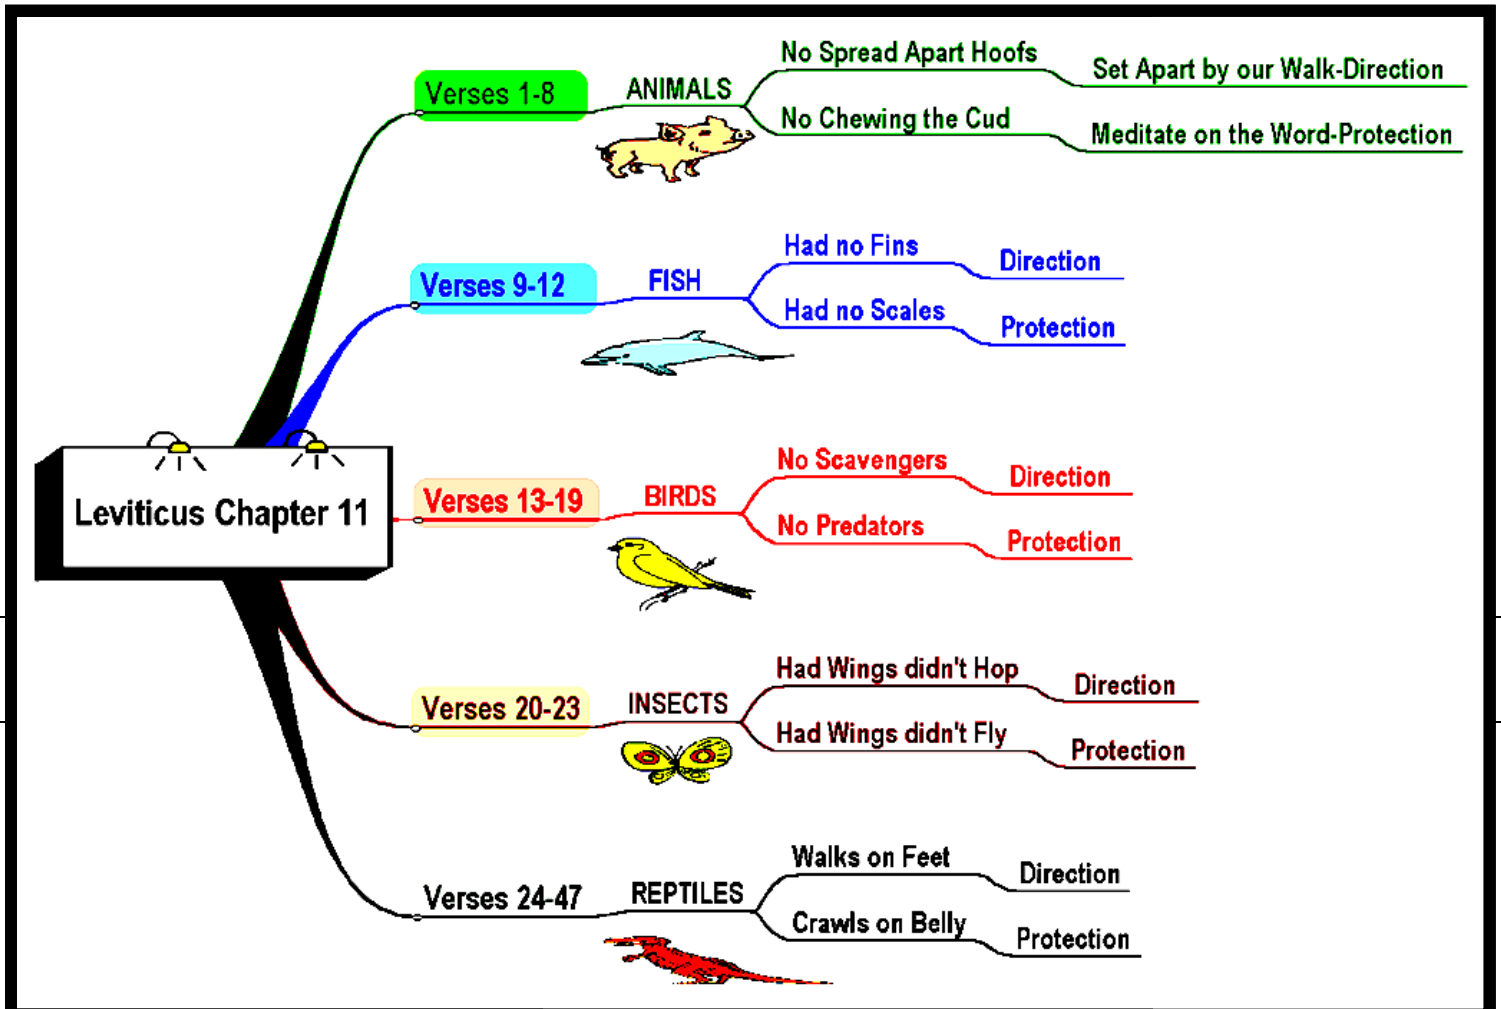 Leviticus Chapter 11
Verses 1-8
ANIMALS
No Spread Apart Hoofs
Set Apart by our Walk-Direction
No Chewing the Cud
Meditate on the Word-Protection
Verses 9-12
FISH
Had no Fins
Direction
Had no Scales
Protection
Verses 13-19
BIRDS
No Scavengers
Direction
No Predators
Protection
Verses 20-23
INSECTS
Had Wings didn't Hop
Direction
Had Wings didn't Fly
Protection
Verses 24-47
REPTILES
Walks on Feet
Direction
Crawls on Belly
Protection